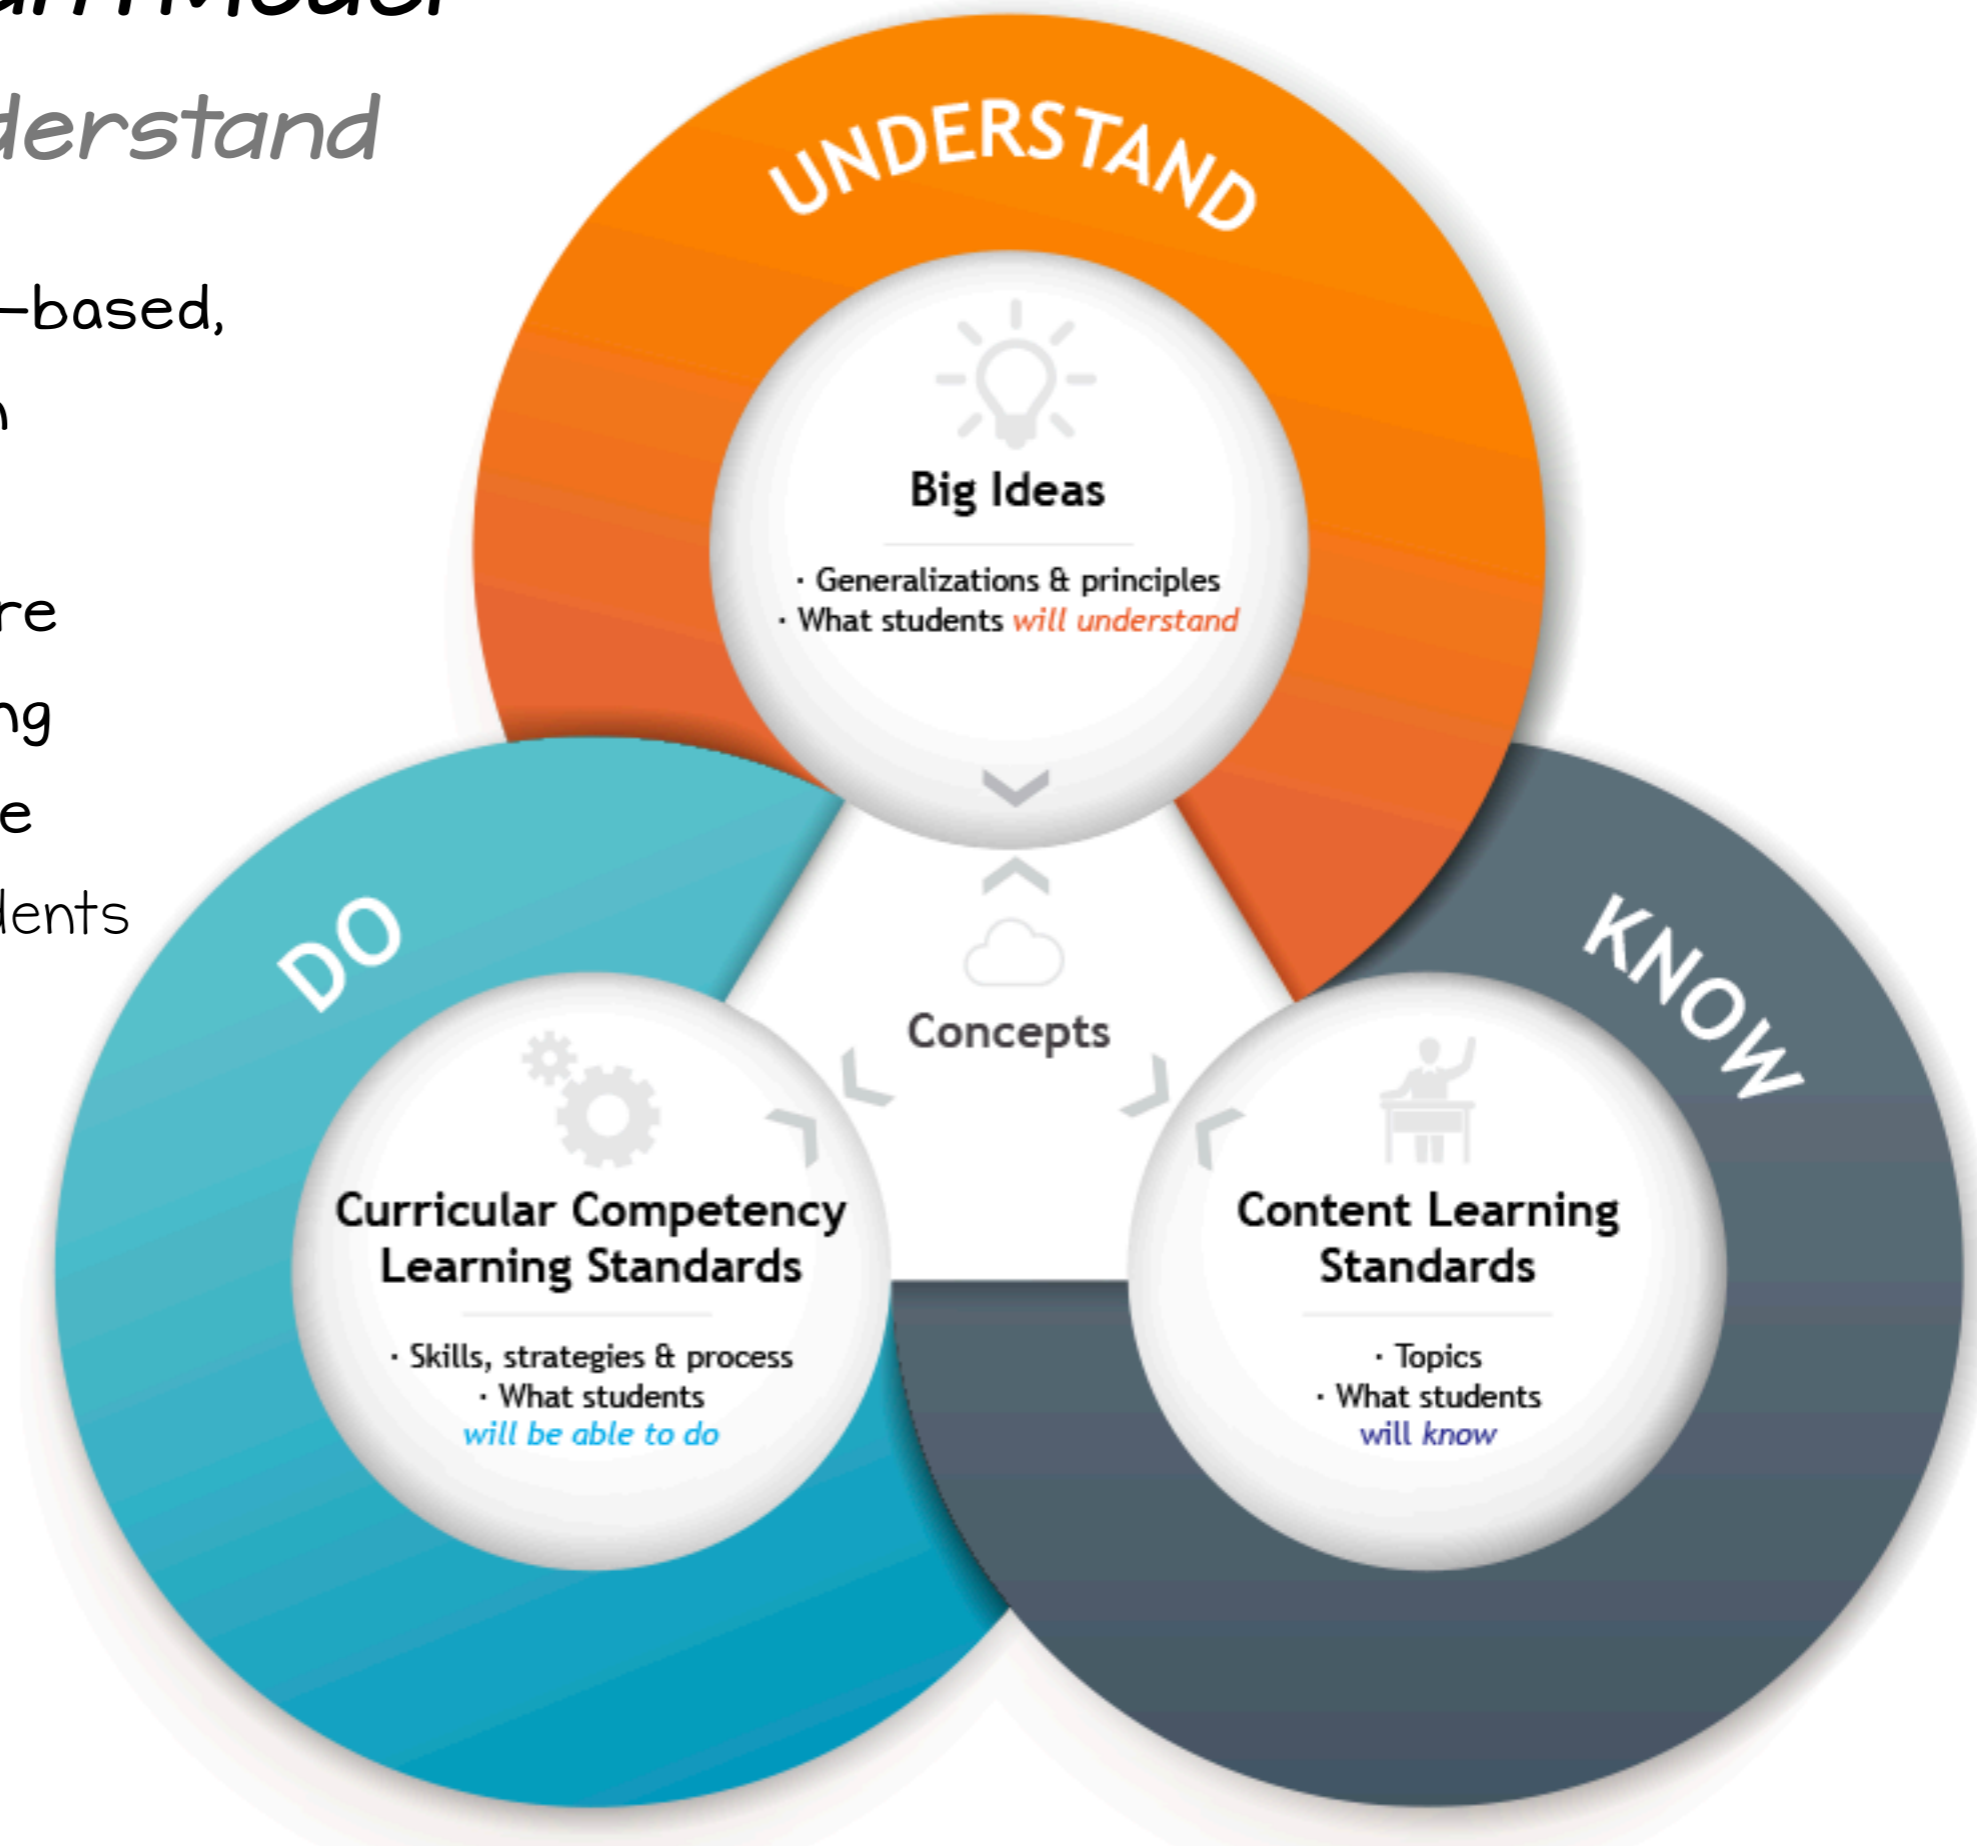 derstand
-based,
re
ng
e
dents
UNDERSTAND
Big Ideas
· Generalizations & principles
· What students will understand
DO
KNOW
Concepts
Curricular Competency
Learning Standards
· Skills, strategies & process
· What students
will be able to do
Content Learning
Standards
· Topics
· What students
will know